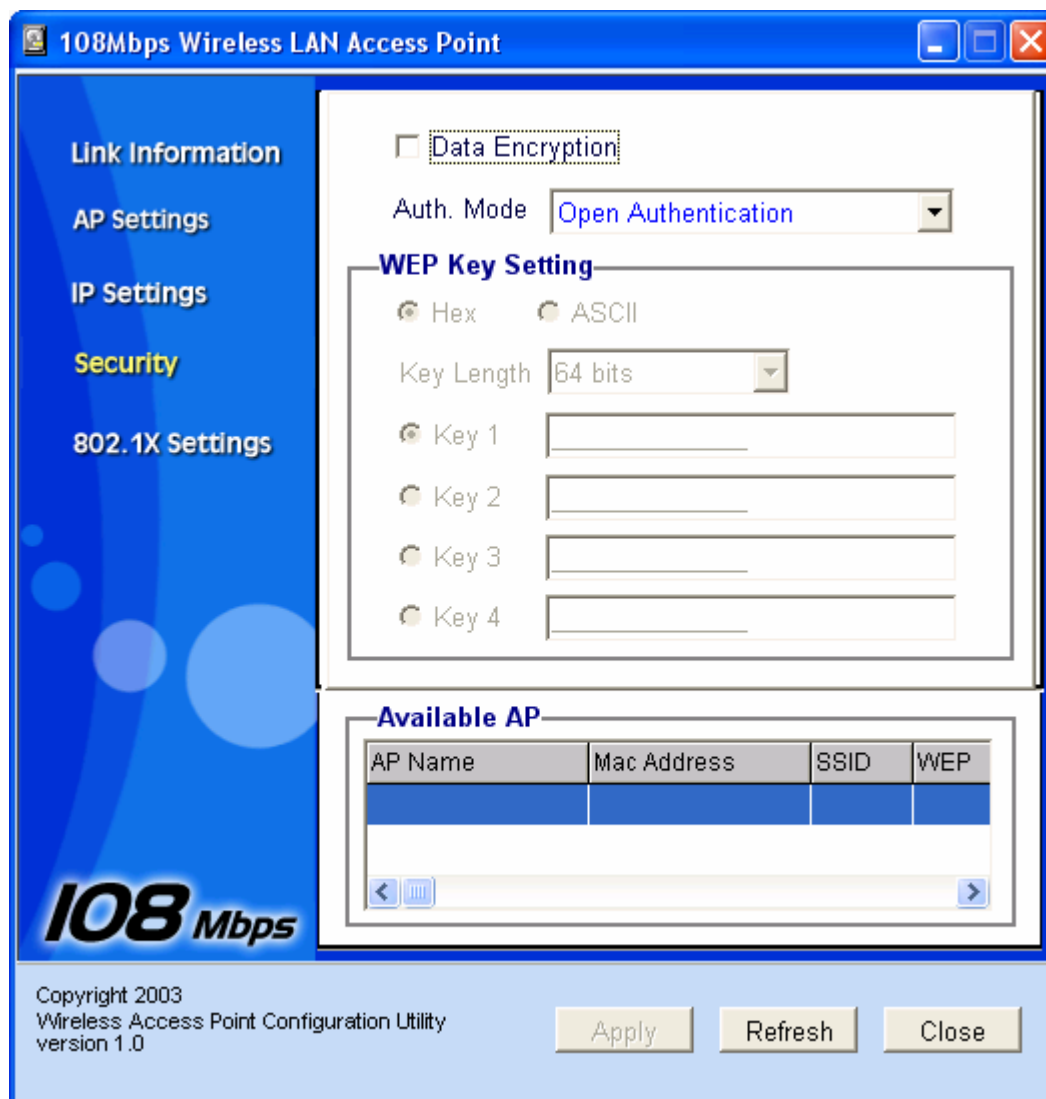 108Mbps Wireless LAN Access Point
Link Information
AP Settings
IP Settings
Security
802.1X Settings
108 Mbps
Data Encryption
Auth. Mode Open Authentication
WEP Key Setting
Hex ASCII
Key Length 64 bits
Key 1
Key 2
Key 3
Key 4
Available AP
AP Name Mac Address SSID WEP
Copyright 2003
Wireless Access Point Configuration Utility
version 1.0
Apply Refresh Close